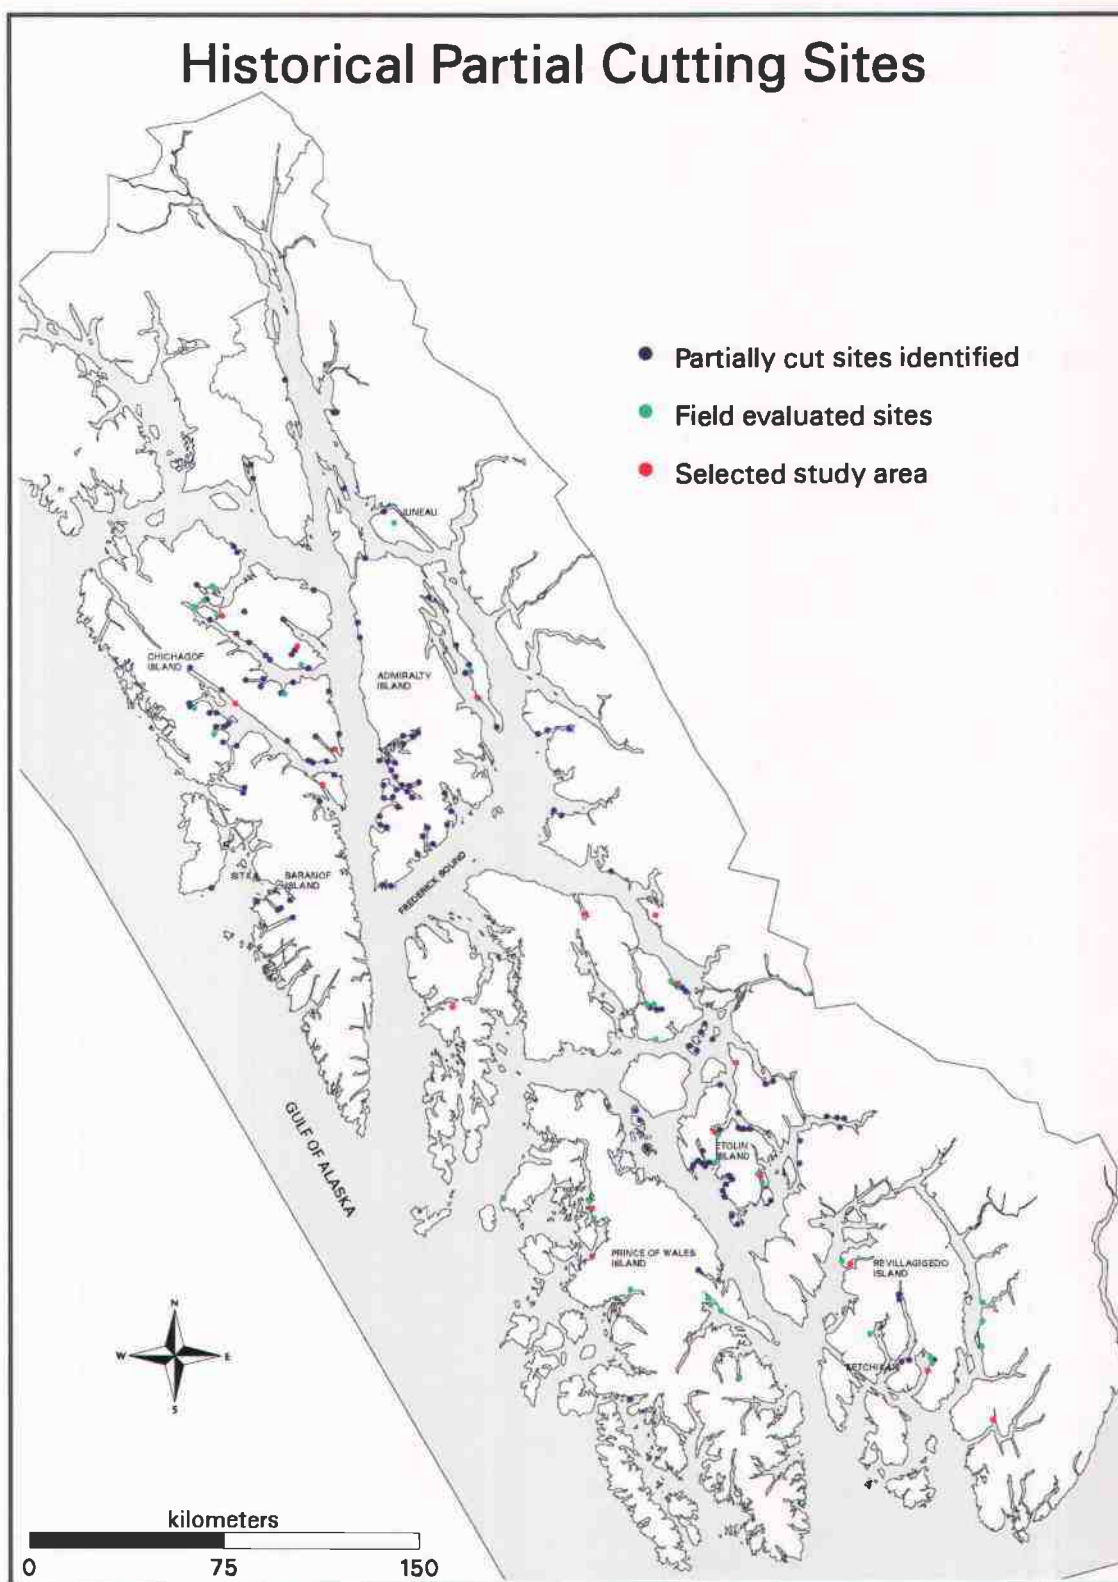 Historical Partial Cutting Sites
Partially cut sites identified
Field evaluated sites
Selected study area
JUNEAU
CHICHAGOF
ISLAND
ADMIRALTY
ISLAND
SITKA
BARANOF
ISLAND
FREDERICK SOUND
GULF OF ALASKA
ETOLIN
ISLAND
PRINCE OF WALES
ISLAND
REVILLAGIGEDO
ISLAND
KETCHIKAN
N
W
E
S
kilometers
0
75
150